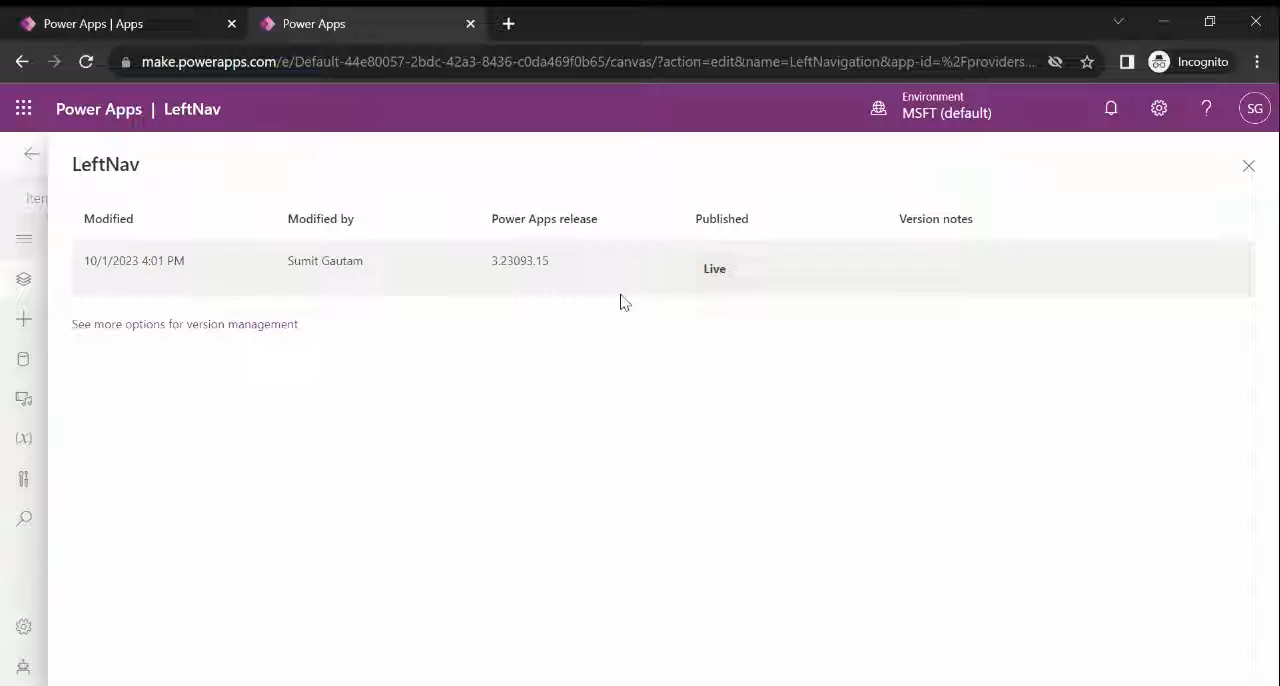 Power Apps | Apps
Power Apps
make.powerapps.com/e/Default-44e80057-2bdc-42a3-8436-c0da469f0b65/canvas/?action=edit&name=LeftNavigation&app-id=%2Fproviders...
Incognito
Power Apps | LeftNav
Environment
MSFT (default)
SG
LeftNav
Modified Modified by Power Apps release Published Version notes
10/1/2023 4:01 PM Sumit Gautam 3.23093.15 Live
See more options for version management